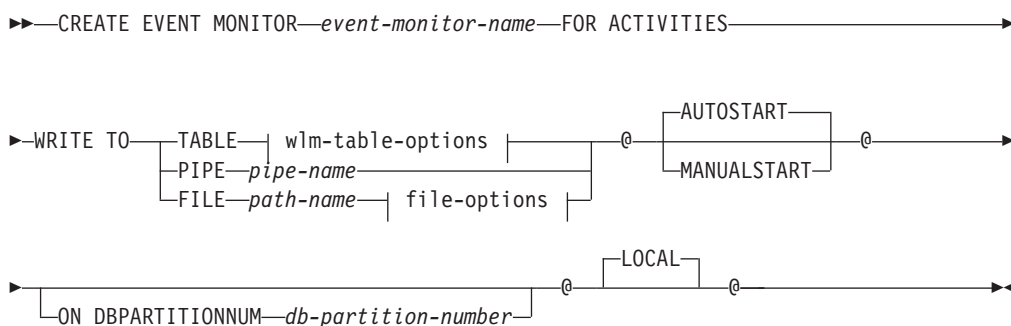 CREATE EVENT MONITOR event-monitor-name FOR ACTIVITIES
AUTOSTART
WRITE TO TABLE wlm-table-options @ @
PIPE pipe-name MANUALSTART
FILE path-name file-options
LOCAL
@ @
ON DBPARTITIONNUM db-partition-number